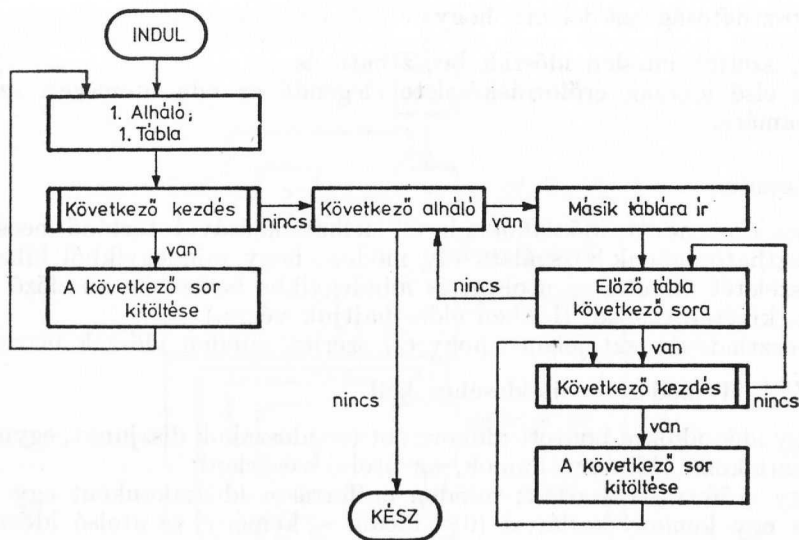 INDUL
1. Alháló;
1. Tábla
Következő kezdés
nincs
Következő alháló
van
Másik táblára ír
van
A következő sor
kitöltése
nincs
Előző tábla
következő sora
van
nincs
Következő kezdés
nincs
van
A következő sor
kitöltése
KÉSZ